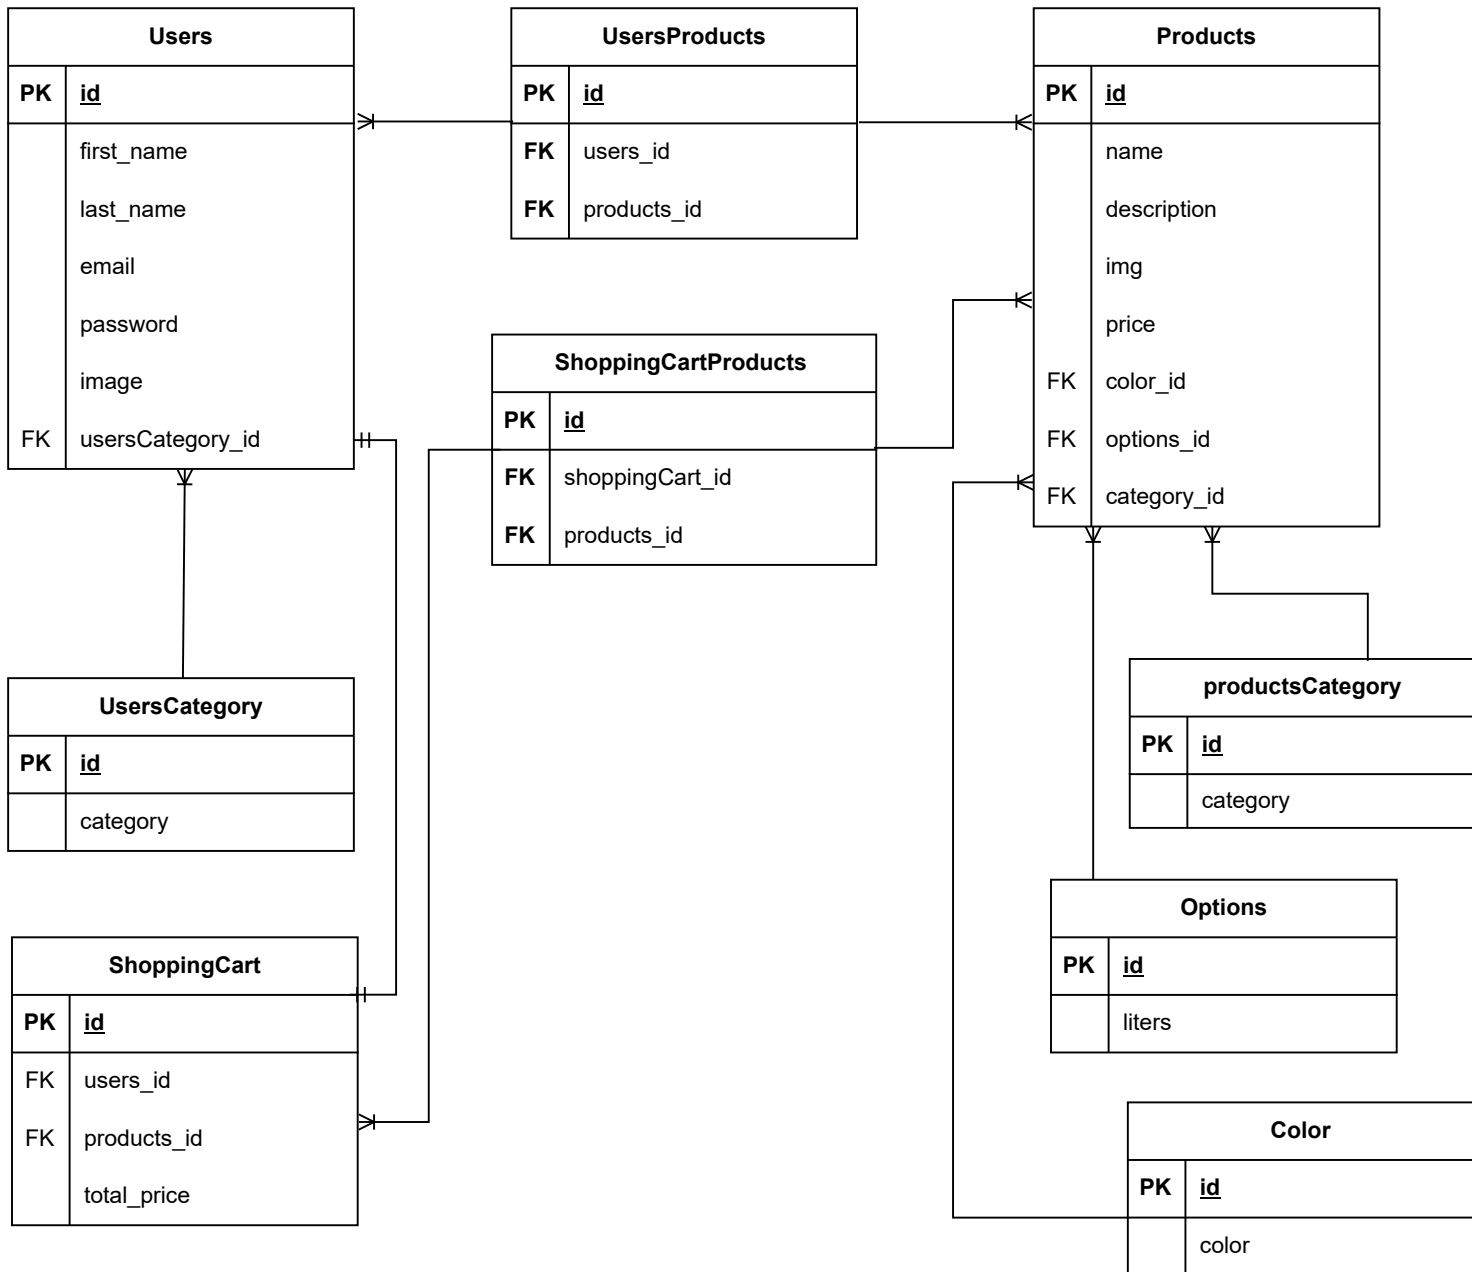 Users
PK id
first_name
last_name
email
password
image
FK usersCategory_id
UsersProducts
PK id
FK users_id
FK products_id
Products
PK id
name
description
img
price
FK color_id
FK options_id
FK category_id
ShoppingCartProducts
PK id
FK shoppingCart_id
FK products_id
UsersCategory
PK id
category
productsCategory
PK id
category
ShoppingCart
PK id
FK users_id
FK products_id
total_price
Options
PK id
liters
Color
PK id
color